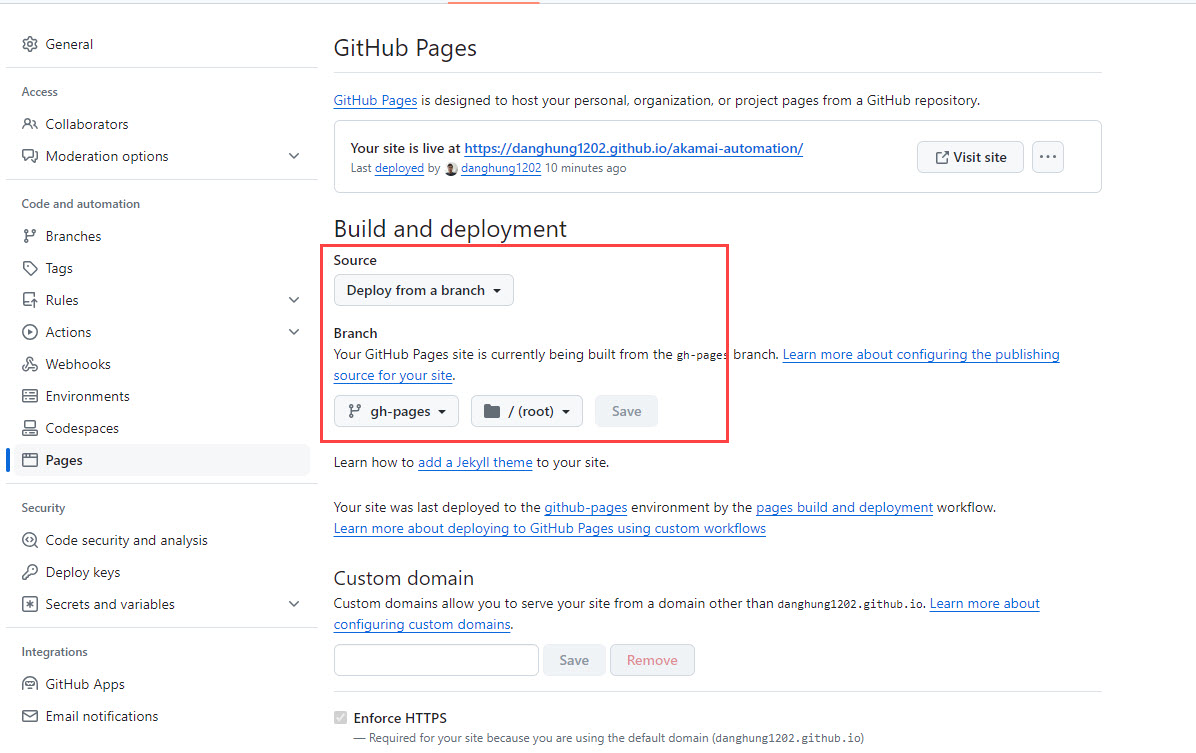 General
Access
Collaborators
Moderation options
Code and automation
Branches
Tags
Rules
Actions
Webhooks
Environments
Codespaces
Pages
Security
Code security and analysis
Deploy keys
Secrets and variables
Integrations
GitHub Apps
Email notifications
GitHub Pages
GitHub Pages is designed to host your personal, organization, or project pages from a GitHub repository.
Your site is live at https://danghung1202.github.io/akamai-automation/
Last deployed by danghung1202 10 minutes ago
Visit site
Build and deployment
Source
Deploy from a branch
Branch
Your GitHub Pages site is currently being built from the gh-pages branch. Learn more about configuring the publishing
source for your site.
gh-pages / (root) Save
Learn how to add a Jekyll theme to your site.
Your site was last deployed to the github-pages environment by the pages build and deployment workflow.
Learn more about deploying to GitHub Pages using custom workflows
Custom domain
Custom domains allow you to serve your site from a domain other than danghung1202.github.io. Learn more about
configuring custom domains.
Save Remove
Enforce HTTPS
— Required for your site because you are using the default domain (danghung1202.github.io)